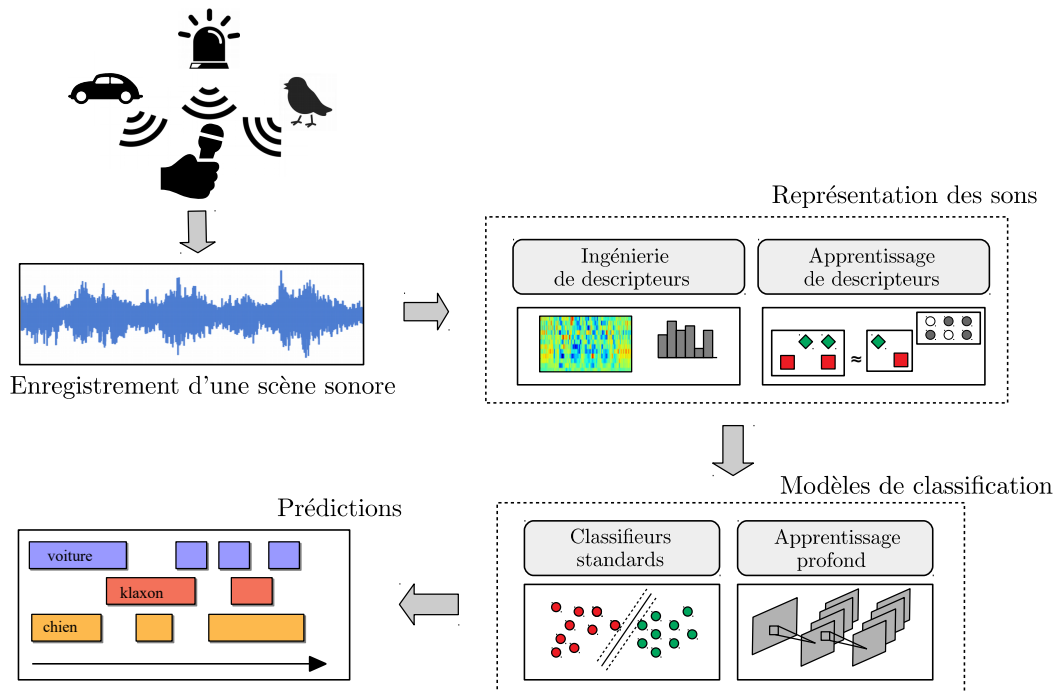 Représentation des sons
Ingénierie
de descripteurs
Apprentissage
de descripteurs
≈
Enregistrement d'une scène sonore
Modèles de classification
Classifieurs
standards
Apprentissage
profond
Prédictions
voiture
klaxon
chien